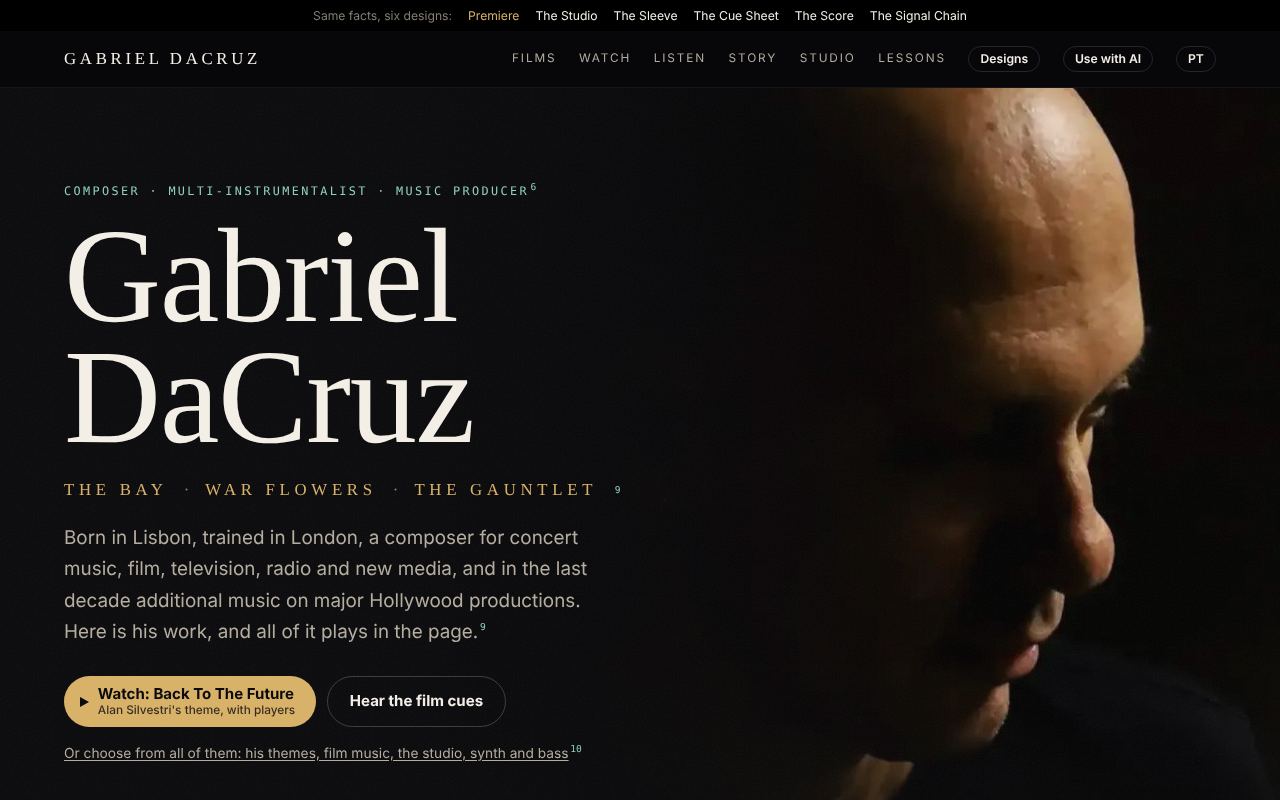 Same facts, six designs: Premiere The Studio The Sleeve The Cue Sheet The Score The Signal Chain
GABRIEL DACRUZ FILMS WATCH LISTEN STORY STUDIO LESSONS Designs Use with AI PT
COMPOSER · MULTI-INSTRUMENTALIST · MUSIC PRODUCER6
Gabriel
DaCruz
THE BAY · WAR FLOWERS · THE GAUNTLET 9
Born in Lisbon, trained in London, a composer for concert
music, film, television, radio and new media, and in the last
decade additional music on major Hollywood productions.
Here is his work, and all of it plays in the page.9
Watch: Back To The Future
Alan Silvestri's theme, with players
Hear the film cues
Or choose from all of them: his themes, film music, the studio, synth and bass10